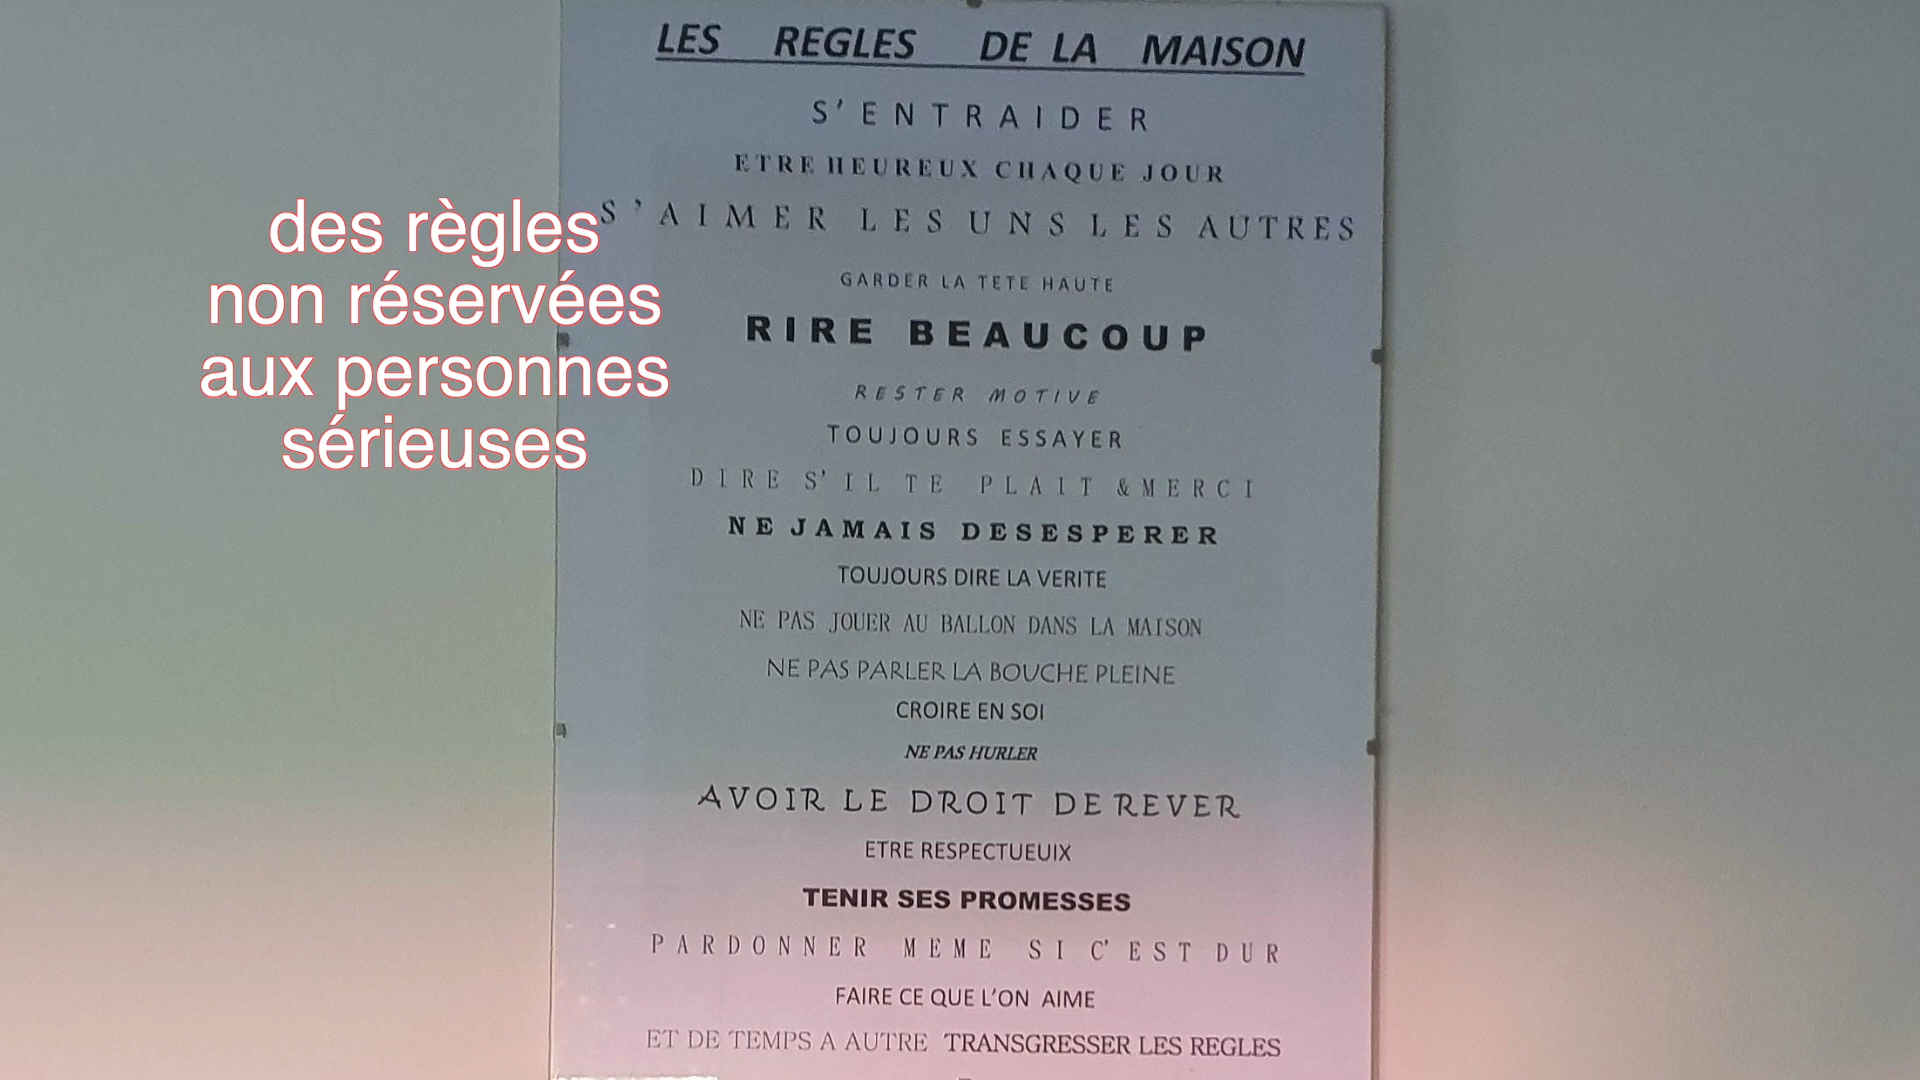 LES REGLES DE LA MAISON
S'ENTRAIDER
ETRE HEUREUX CHAQUE JOUR
S'AIMER LES UNS LES AUTRES
GARDER LA TETE HAUTE
RIRE BEAUCOUP
RESTER MOTIVE
TOUJOURS ESSAYER
DIRE S'IL TE PLAIT & MERCI
NE JAMAIS DESESPERER
TOUJOURS DIRE LA VERITE
NE PAS JOUER AU BALLON DANS LA MAISON
NE PAS PARLER LA BOUCHE PLEINE
CROIRE EN SOI
NE PAS HURLER
AVOIR LE DROIT DE REVER
ETRE RESPECTUEUIX
TENIR SES PROMESSES
PARDONNER MEME SI C'EST DUR
FAIRE CE QUE L'ON AIME
ET DE TEMPS A AUTRE TRANSGRESSER LES REGLES
des règles
non réservées
aux personnes
sérieuses